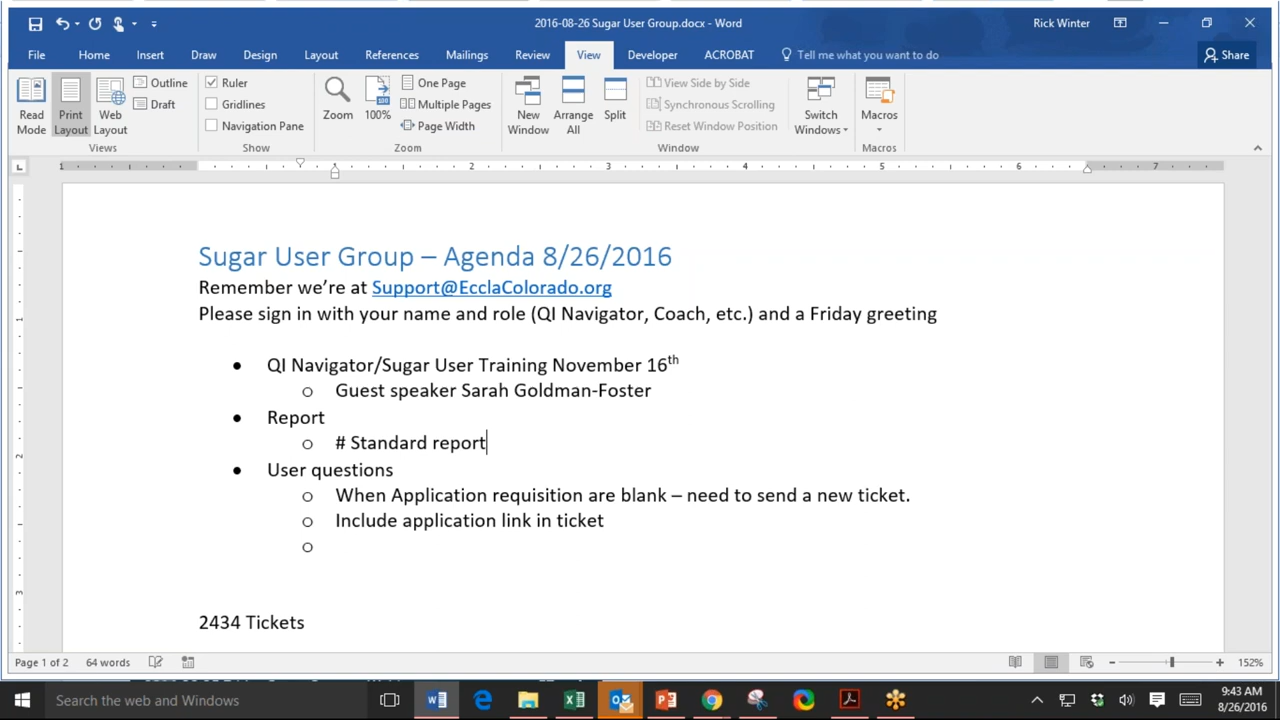 2016-08-26 Sugar User Group.docx - Word
Rick Winter
File Home Insert Draw Design Layout References Mailings Review View Developer ACROBAT Tell me what you want to do Share
Read Mode
Print Layout
Web Layout
Outline
Draft
Views
Ruler
Gridlines
Navigation Pane
Show
Zoom
100%
One Page
Multiple Pages
Page Width
Zoom
New Window
Arrange All
Split
View Side by Side
Synchronous Scrolling
Reset Window Position
Window
Switch Windows
Macros
Macros
1 2 3 4 5 6 7
Sugar User Group – Agenda 8/26/2016
Remember we're at Support@EcclaColorado.org
Please sign in with your name and role (QI Navigator, Coach, etc.) and a Friday greeting
• QI Navigator/Sugar User Training November 16th
o Guest speaker Sarah Goldman-Foster
• Report
o # Standard report
• User questions
o When Application requisition are blank – need to send a new ticket.
o Include application link in ticket
o
2434 Tickets
Page 1 of 2 64 words 152%
Search the web and Windows
9:43 AM
8/26/2016